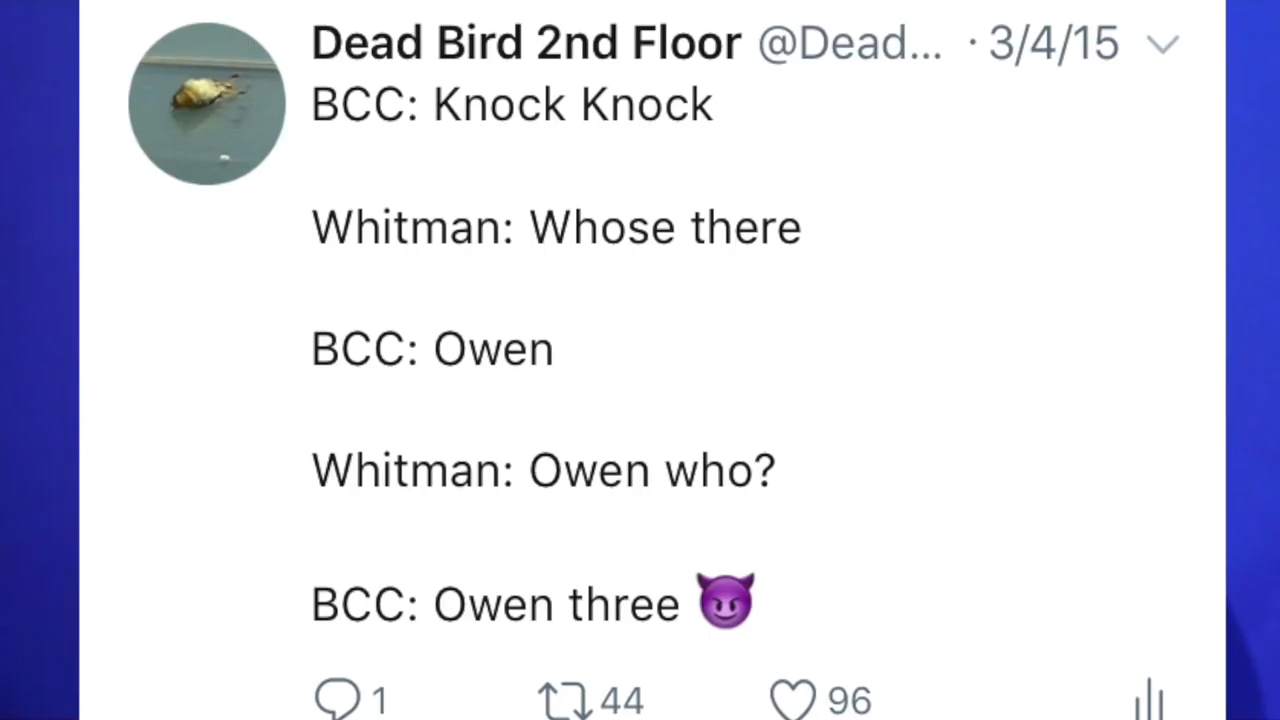 Dead Bird 2nd Floor @Dead... · 3/4/15
BCC: Knock Knock
Whitman: Whose there
BCC: Owen
Whitman: Owen who?
BCC: Owen three 😈
1 44 96